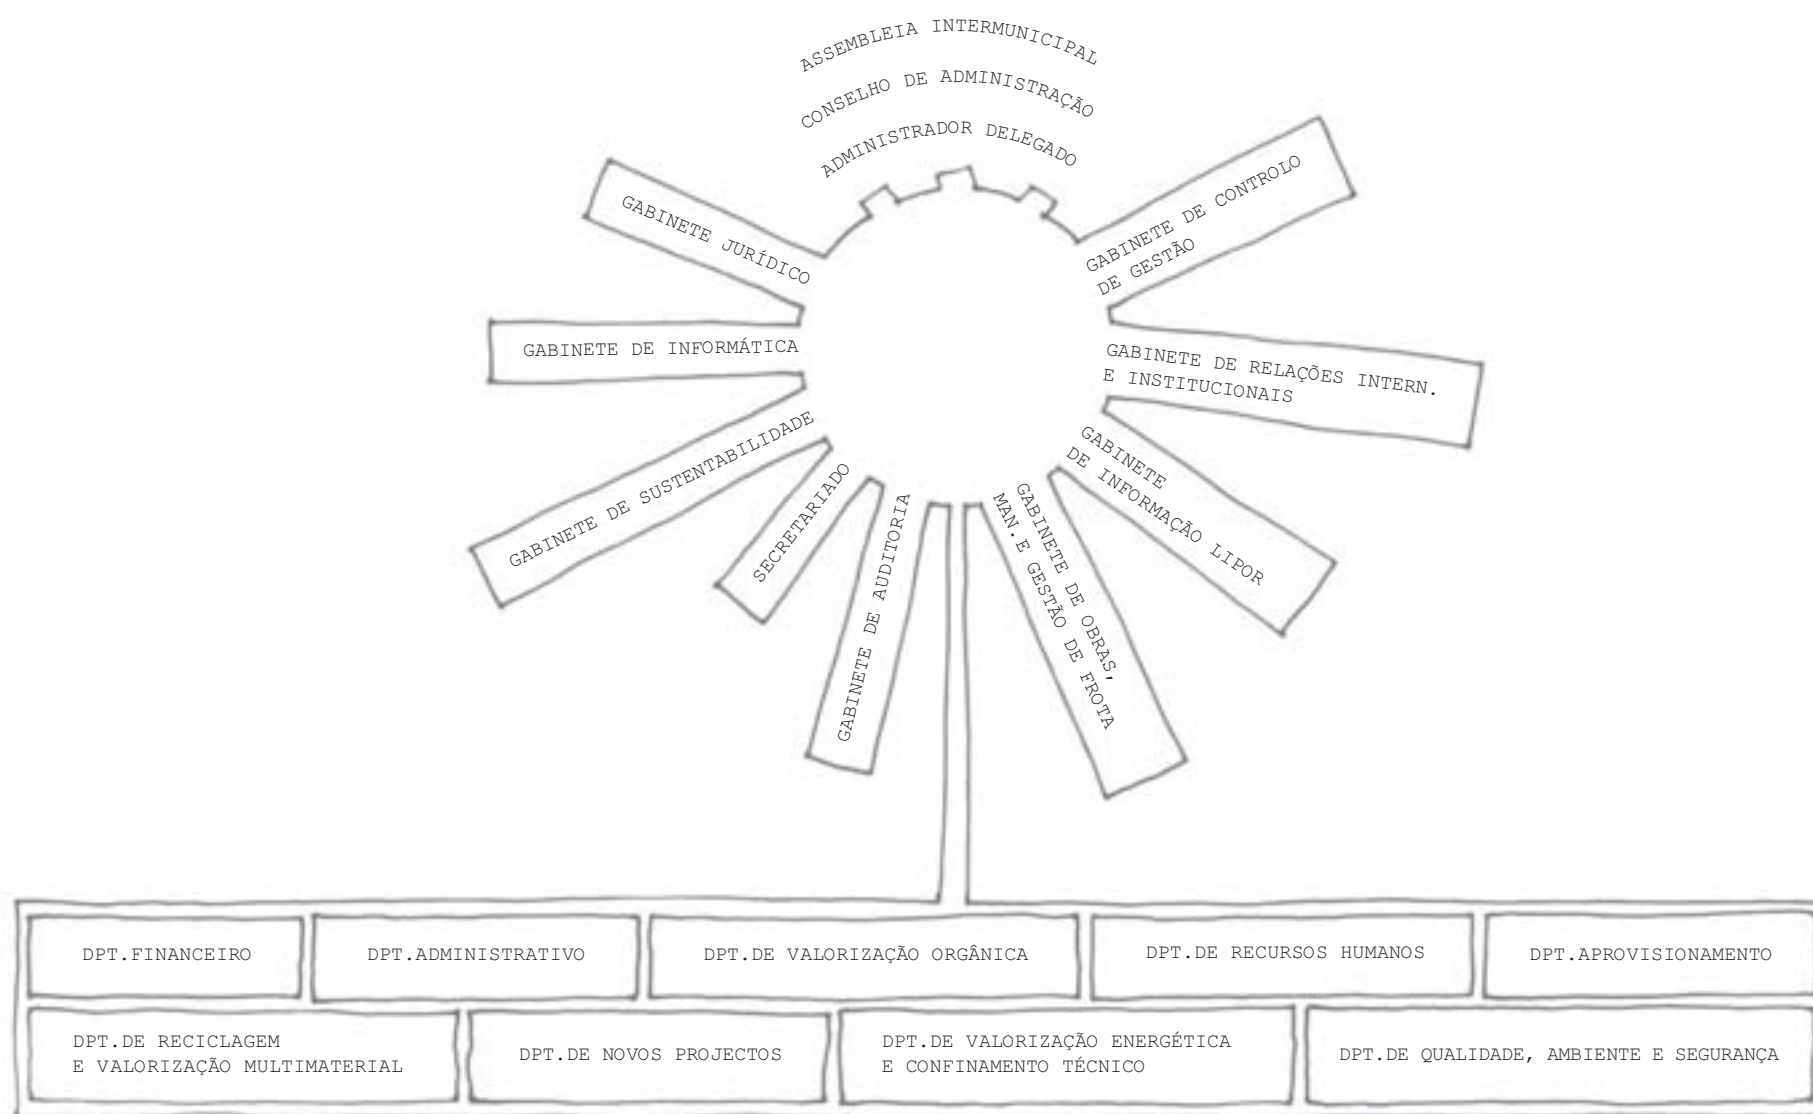 ASSEMBLEIA INTERMUNICIPAL
CONSELHO DE ADMINISTRAÇÃO
ADMINISTRADOR DELEGADO
GABINETE JURÍDICO
GABINETE DE INFORMÁTICA
GABINETE DE SUSTENTABILIDADE
SECRETARIADO
GABINETE DE AUDITORIA
GABINETE DE CONTROLO
DE GESTÃO
GABINETE DE RELAÇÕES INTERN.
E INSTITUCIONAIS
GABINETE
DE INFORMAÇÃO LIPOR
GABINETE DE OBRAS,
MAN.E GESTÃO DE FROTA
DPT.FINANCEIRO
DPT.ADMINISTRATIVO
DPT.DE VALORIZAÇÃO ORGÂNICA
DPT.DE RECURSOS HUMANOS
DPT.APROVISIONAMENTO
DPT.DE RECICLAGEM
E VALORIZAÇÃO MULTIMATERIAL
DPT.DE NOVOS PROJECTOS
DPT.DE VALORIZAÇÃO ENERGÉTICA
E CONFINAMENTO TÉCNICO
DPT.DE QUALIDADE, AMBIENTE E SEGURANÇA